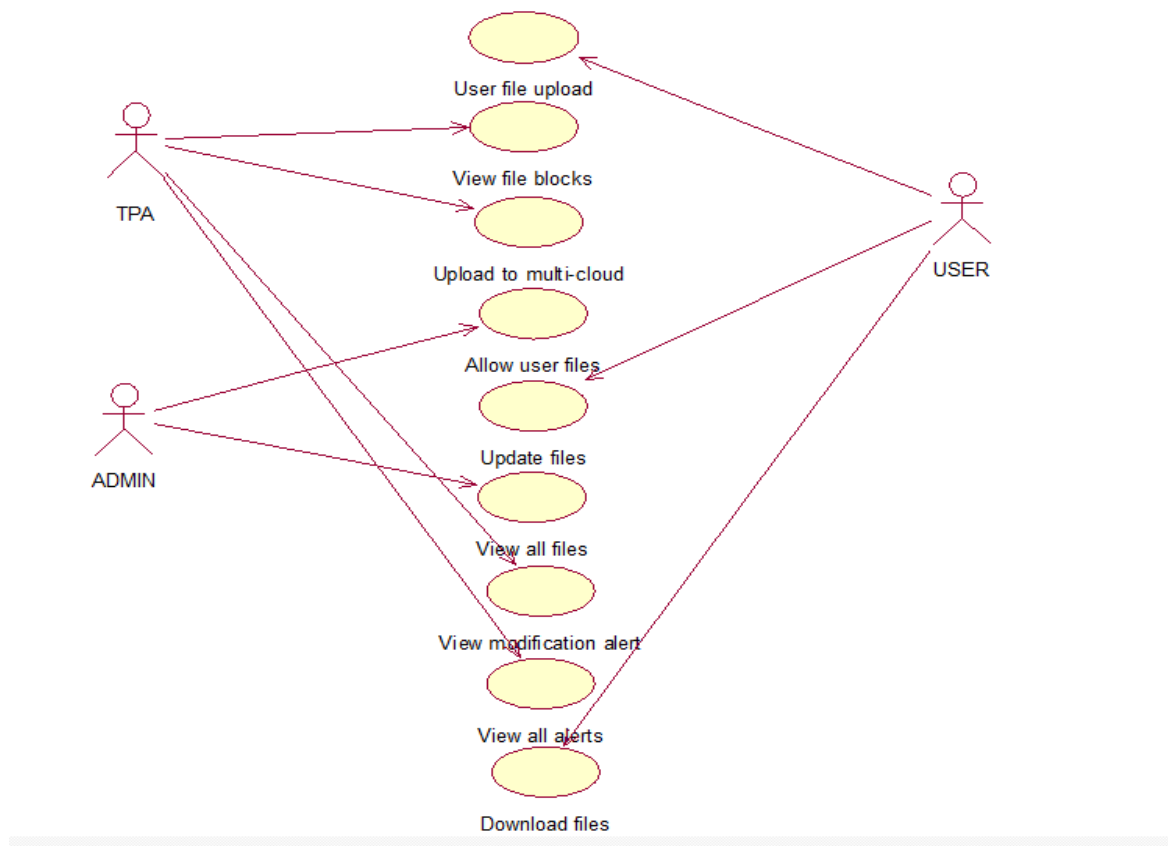 User file upload
View file blocks
TPA
Upload to multi-cloud
USER
Allow user files
Update files
ADMIN
View all files
View modification alert
View all alerts
Download files